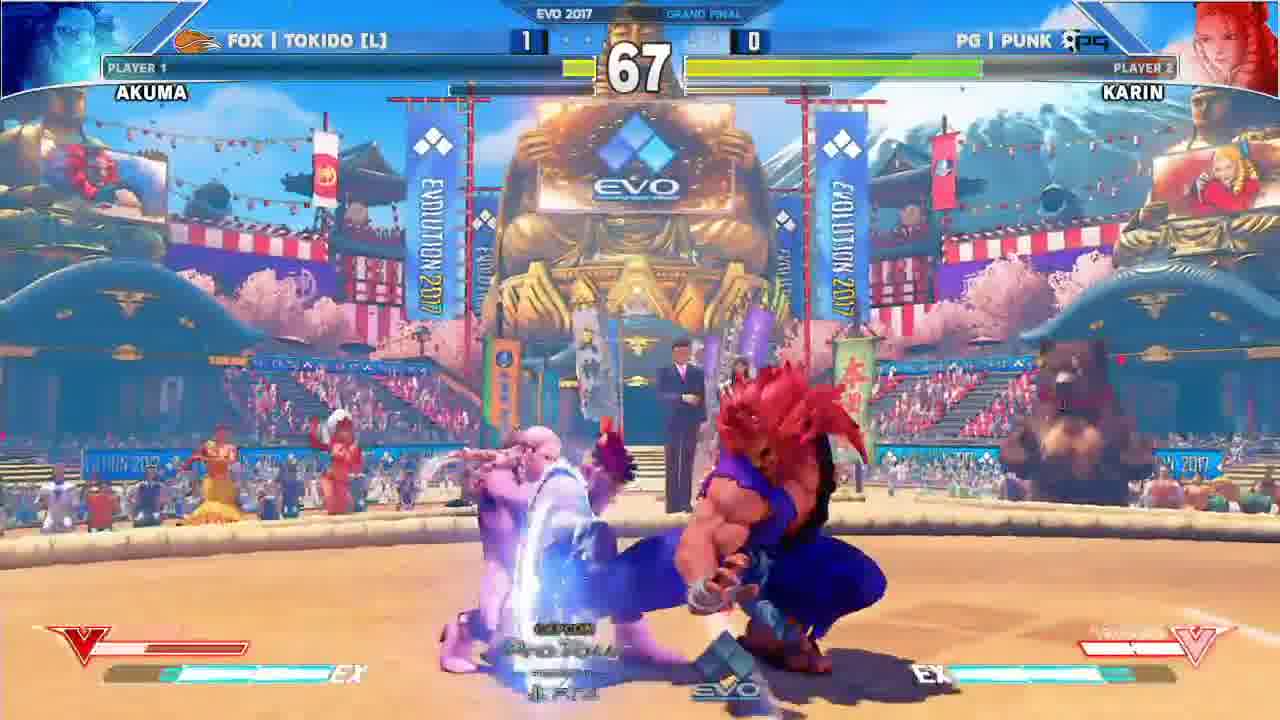 EVO 2017
GRAND FINAL
FOX | TOKIDO [L]
1
67
0
PG | PUNK
PLAYER 1
PLAYER 2
AKUMA
KARIN
EVO
EVOLUTION 2017
EVOLUTION 2017
V
V
EX
EX
CAPCOM
EVO